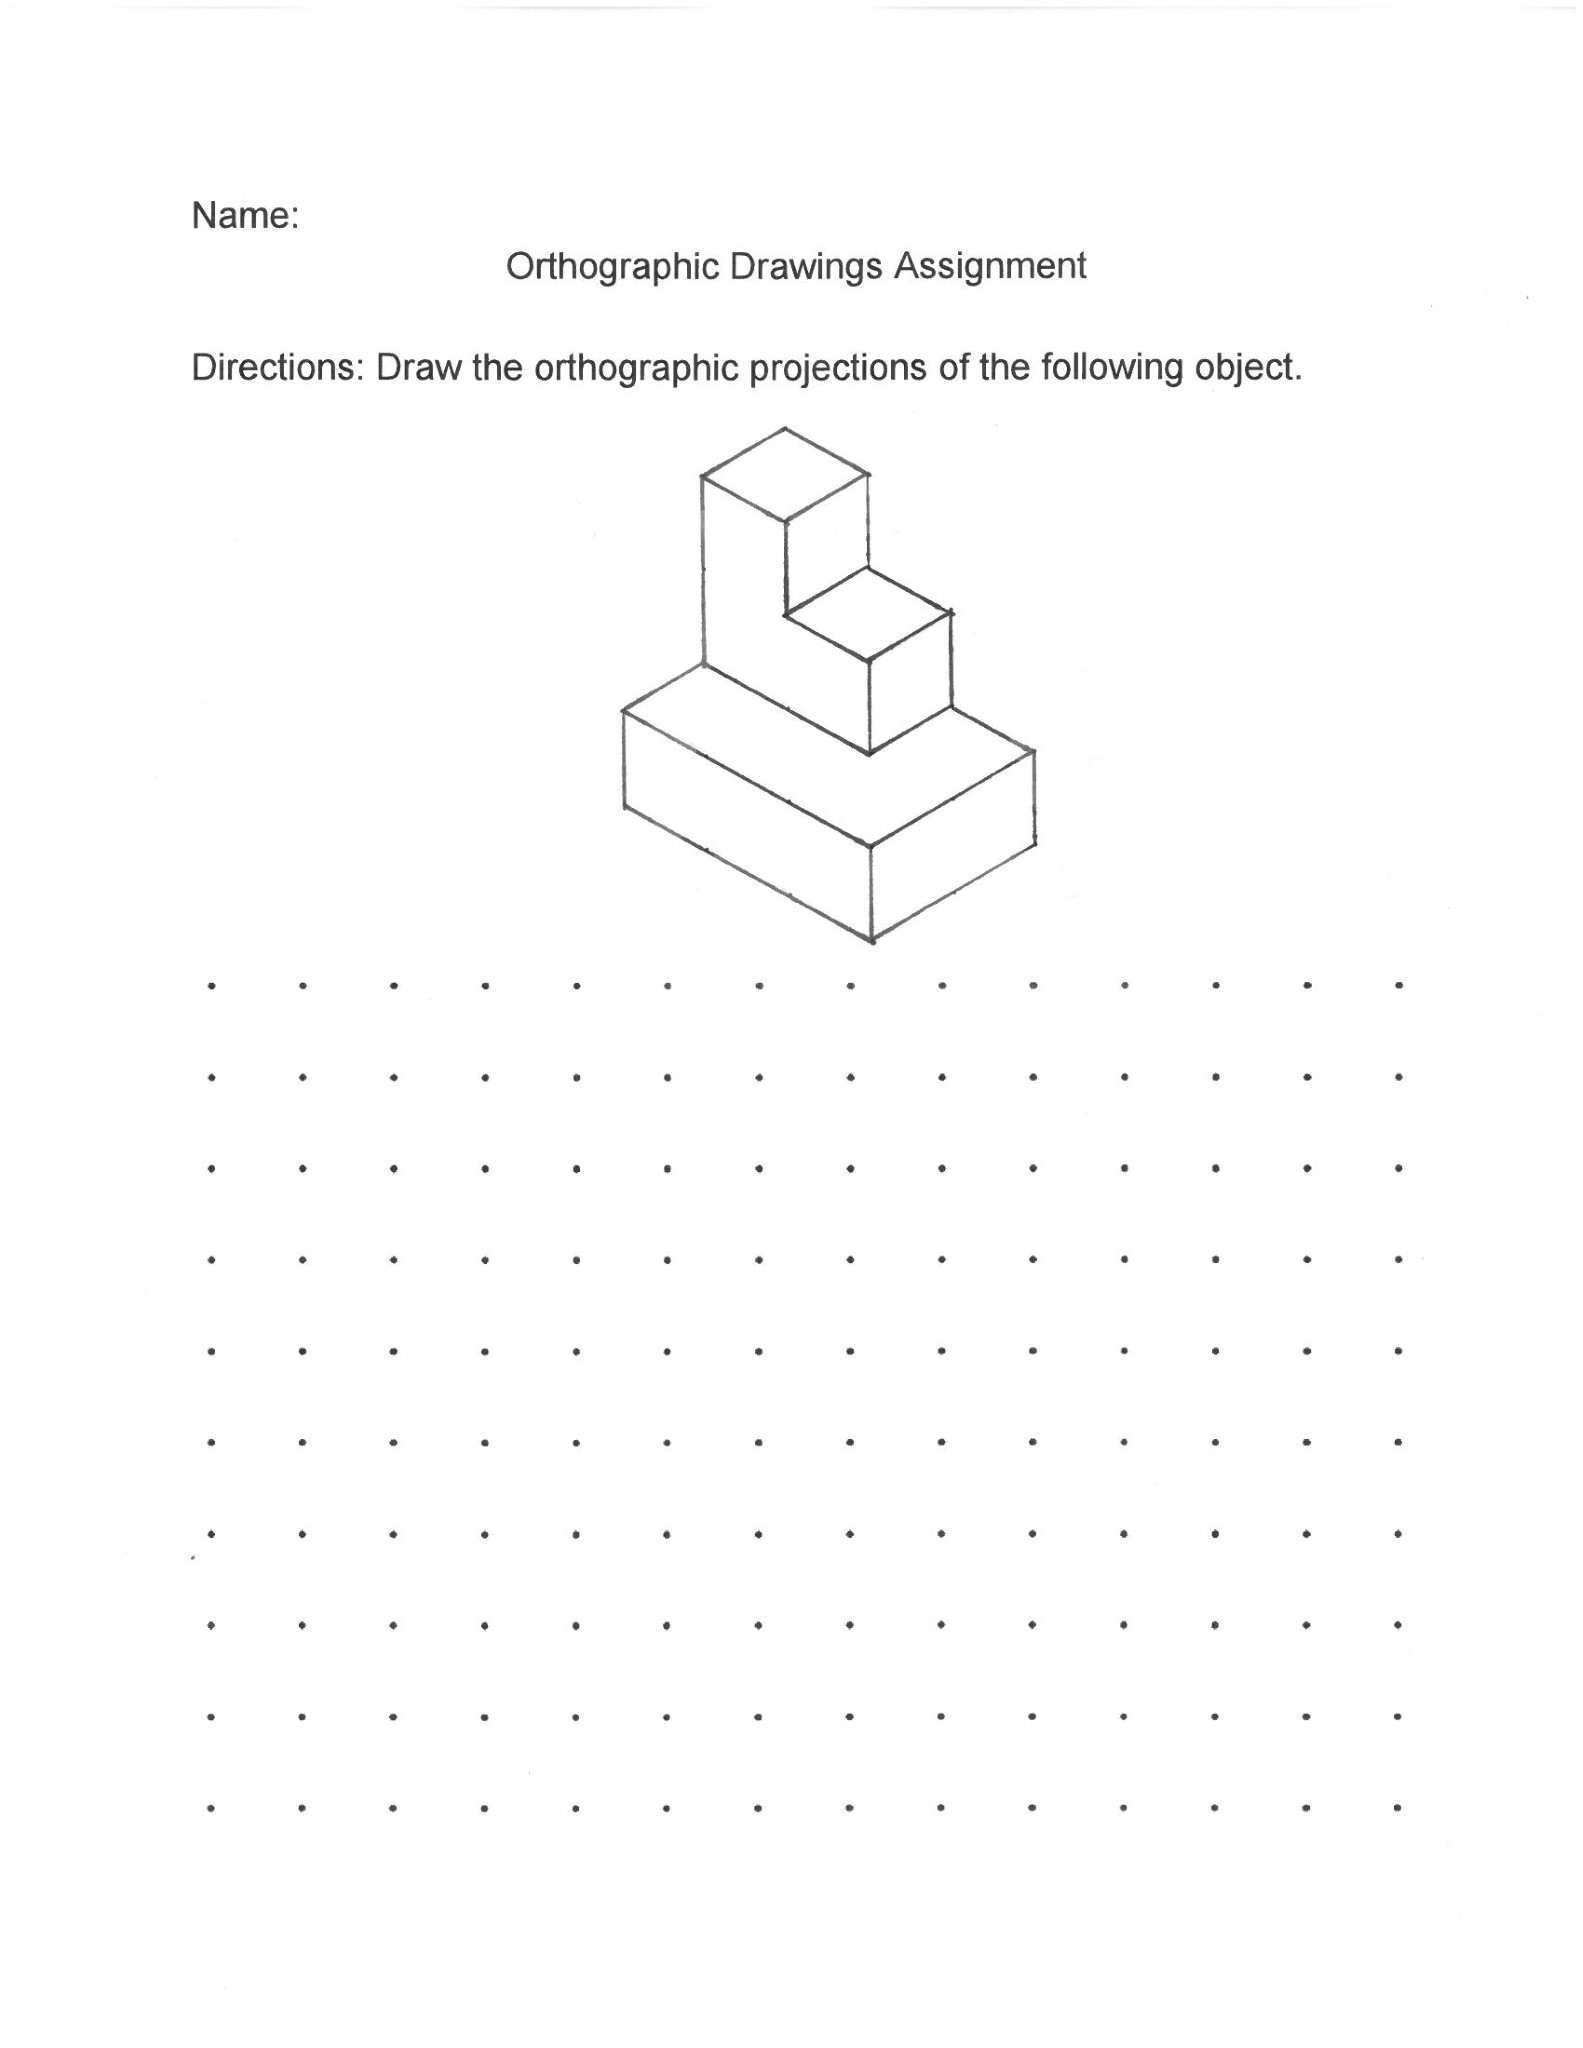 Name:
Orthographic Drawings Assignment
Directions: Draw the orthographic projections of the following object.